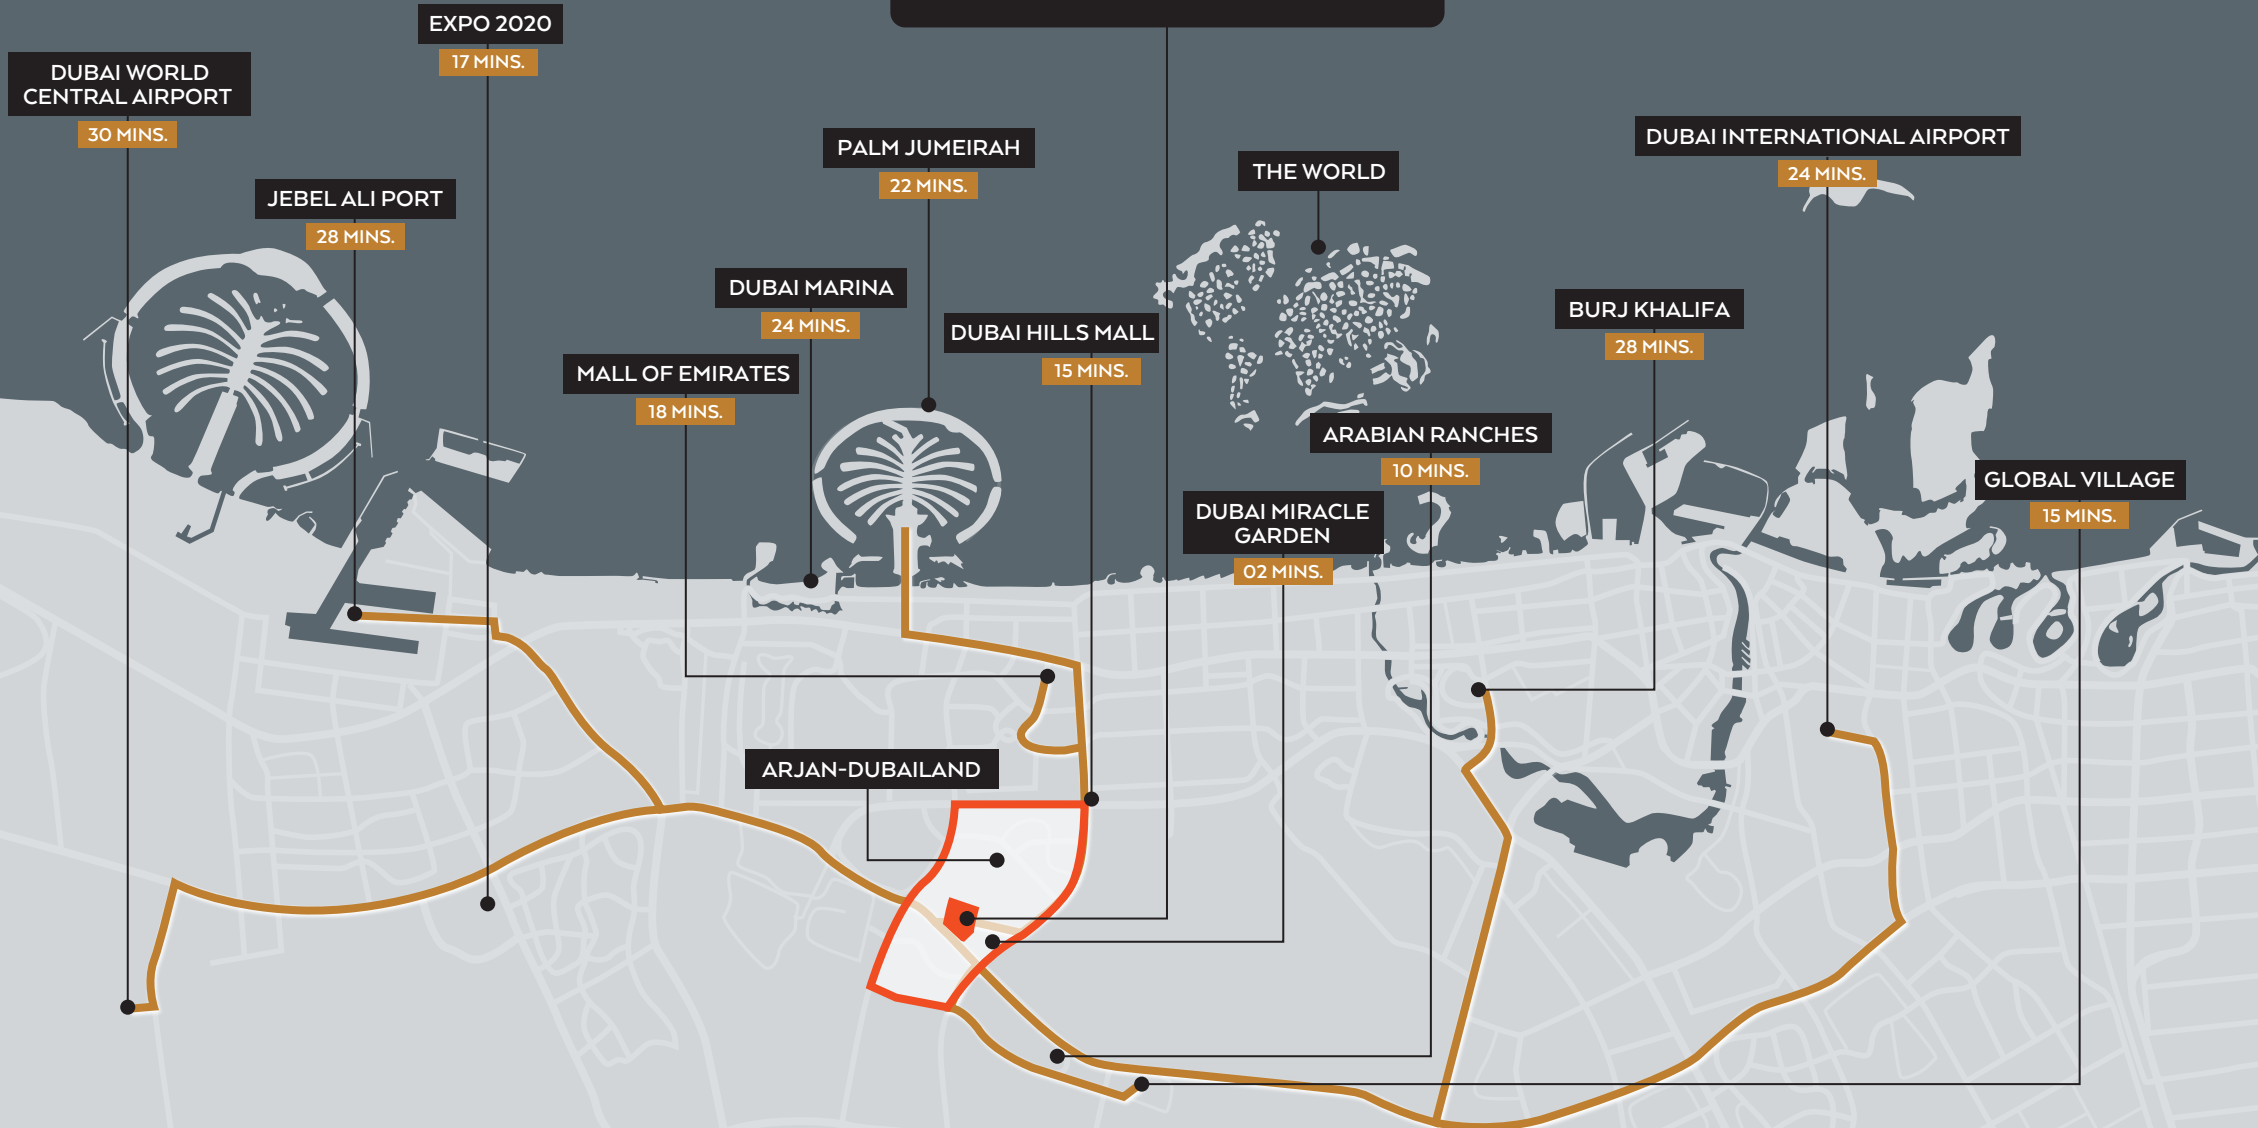 EXPO 2020
17 MINS.
DUBAI WORLD
CENTRAL AIRPORT
30 MINS.
JEBEL ALI PORT
28 MINS.
PALM JUMEIRAH
22 MINS.
THE WORLD
DUBAI INTERNATIONAL AIRPORT
24 MINS.
DUBAI MARINA
24 MINS.
DUBAI HILLS MALL
15 MINS.
BURJ KHALIFA
28 MINS.
MALL OF EMIRATES
18 MINS.
ARABIAN RANCHES
10 MINS.
GLOBAL VILLAGE
15 MINS.
DUBAI MIRACLE
GARDEN
02 MINS.
ARJAN-DUBAILAND